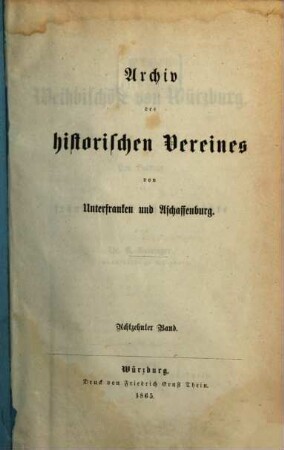 Archiv
des
historischen Vereines
von
Unterfranken und Aschaffenburg.
Achtzehnter Band.
Würzburg.
Druck von Friedrich Ernst Thein.
1865.